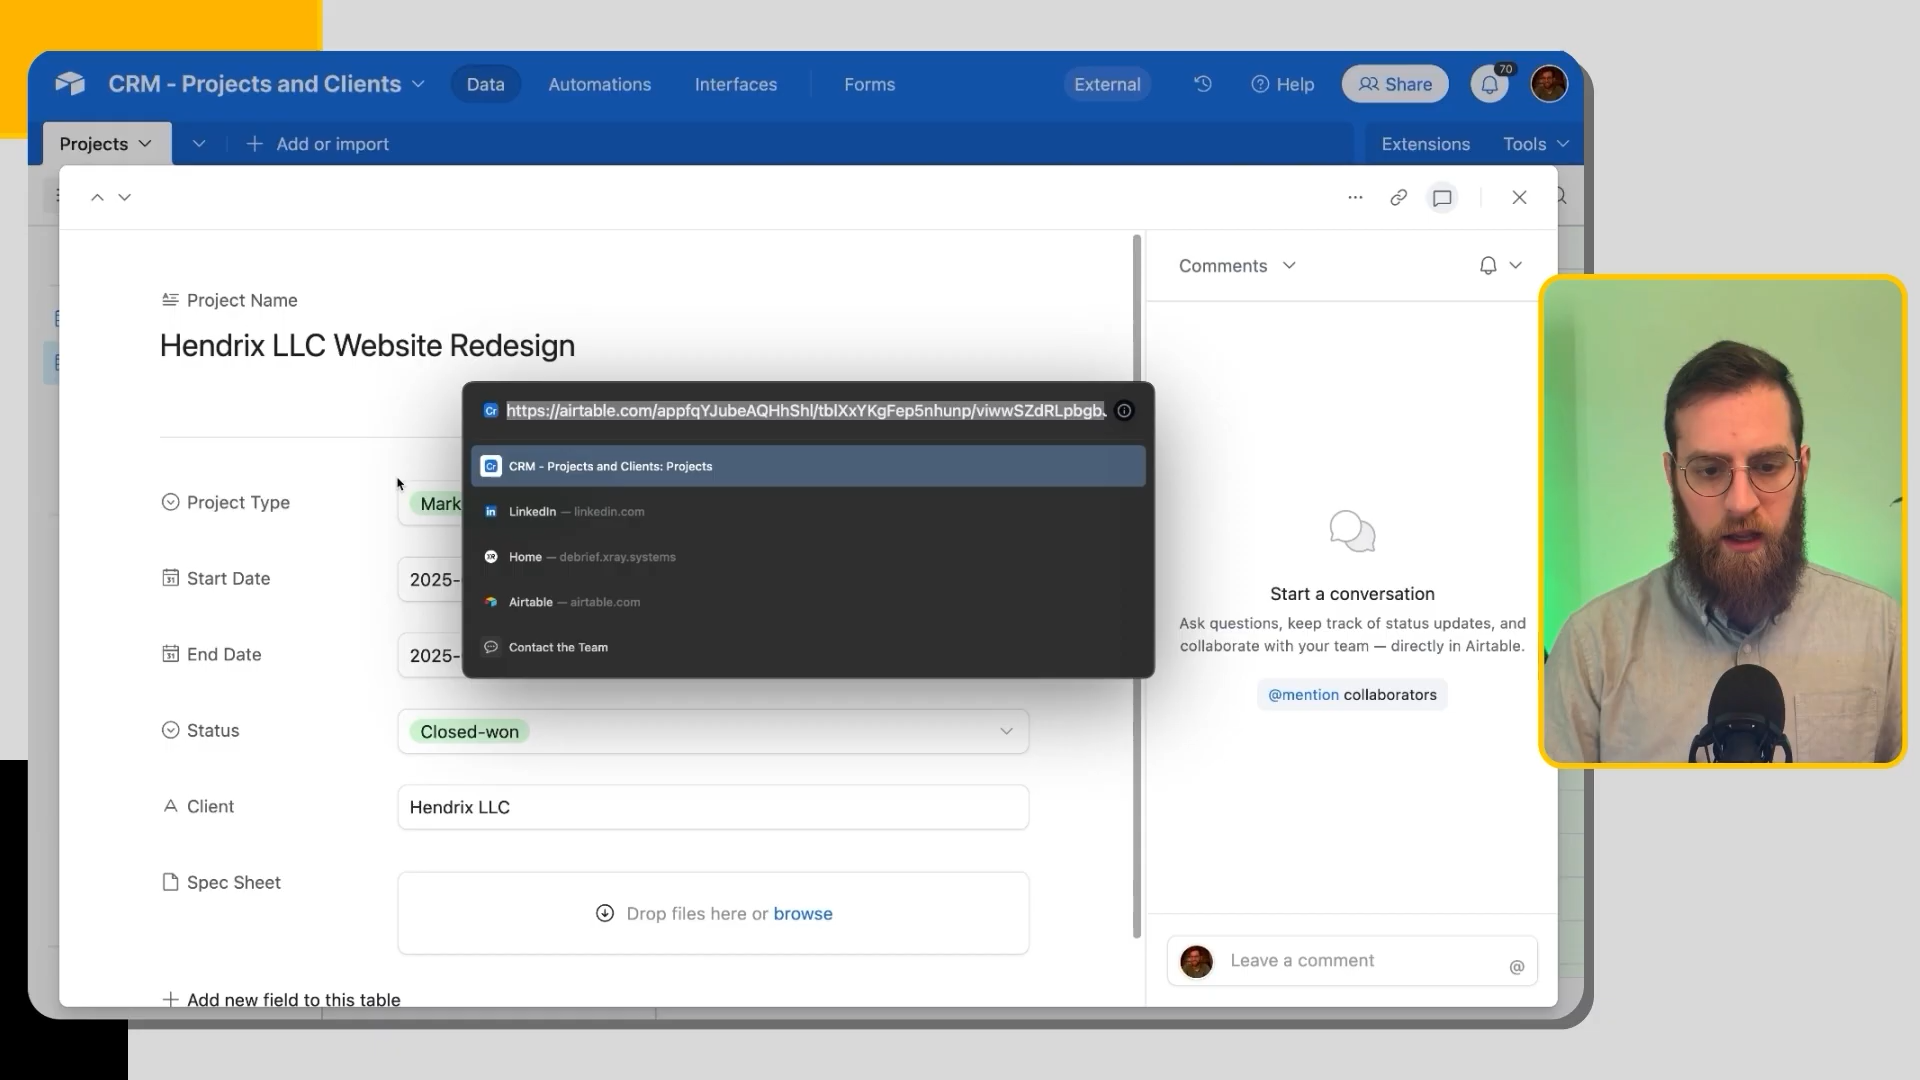 CRM - Projects and Clients
Data
Automations
Interfaces
Forms
External
Help
Share
70
Projects
Add or import
Extensions
Tools
Project Name
Hendrix LLC Website Redesign
Project Type
Mark
Start Date
2025-
End Date
2025-
Status
Closed-won
Client
Hendrix LLC
Spec Sheet
Drop files here or browse
Add new field to this table
https://airtable.com/appfqYJubeAQHhShl/tblXxYKgFep5nhunp/viwwSZdRLpbgb
CRM - Projects and Clients: Projects
LinkedIn — linkedin.com
Home — debrief.xray.systems
Airtable — airtable.com
Contact the Team
Comments
Start a conversation
Ask questions, keep track of status updates, and
collaborate with your team — directly in Airtable.
@mention collaborators
Leave a comment
@